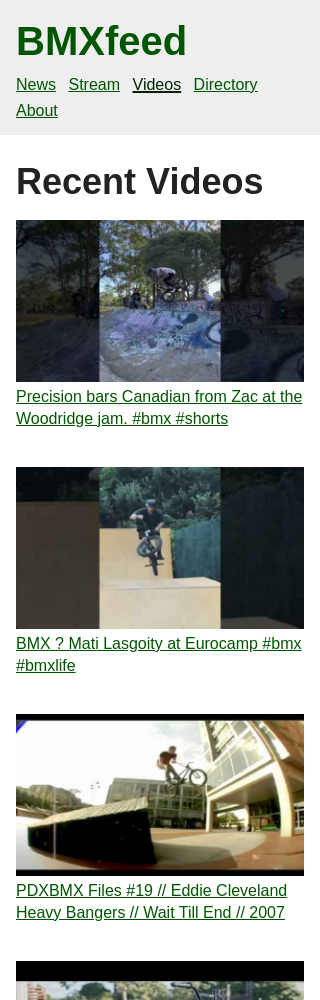 BMXfeed
News Stream Videos Directory
About
Recent Videos
Precision bars Canadian from Zac at the
Woodridge jam. #bmx #shorts
BMX ? Mati Lasgoity at Eurocamp #bmx
#bmxlife
PDXBMX Files #19 // Eddie Cleveland
Heavy Bangers // Wait Till End // 2007